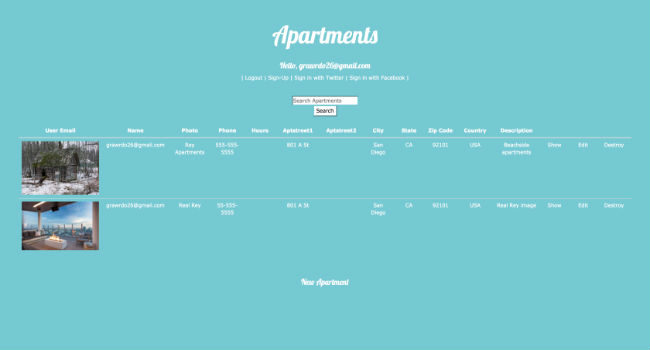 Apartments
Hello, grawrdo26@gmail.com
| Logout | Sign-Up | Sign in with Twitter | Sign in with Facebook |
Search Apartments
Search
User Email Name Photo Phone Hours Aptstreet1 Aptstreet2 City State Zip Code Country Description
grawrdo26@gmail.com Ray Apartments 555-555-5555 801 A St San Diego CA 92101 USA Beachside apartments Show Edit Destroy
grawrdo26@gmail.com Real Key 55-555-5555 801 A St San Diego CA 92101 USA Real Key image Show Edit Destroy
New Apartment